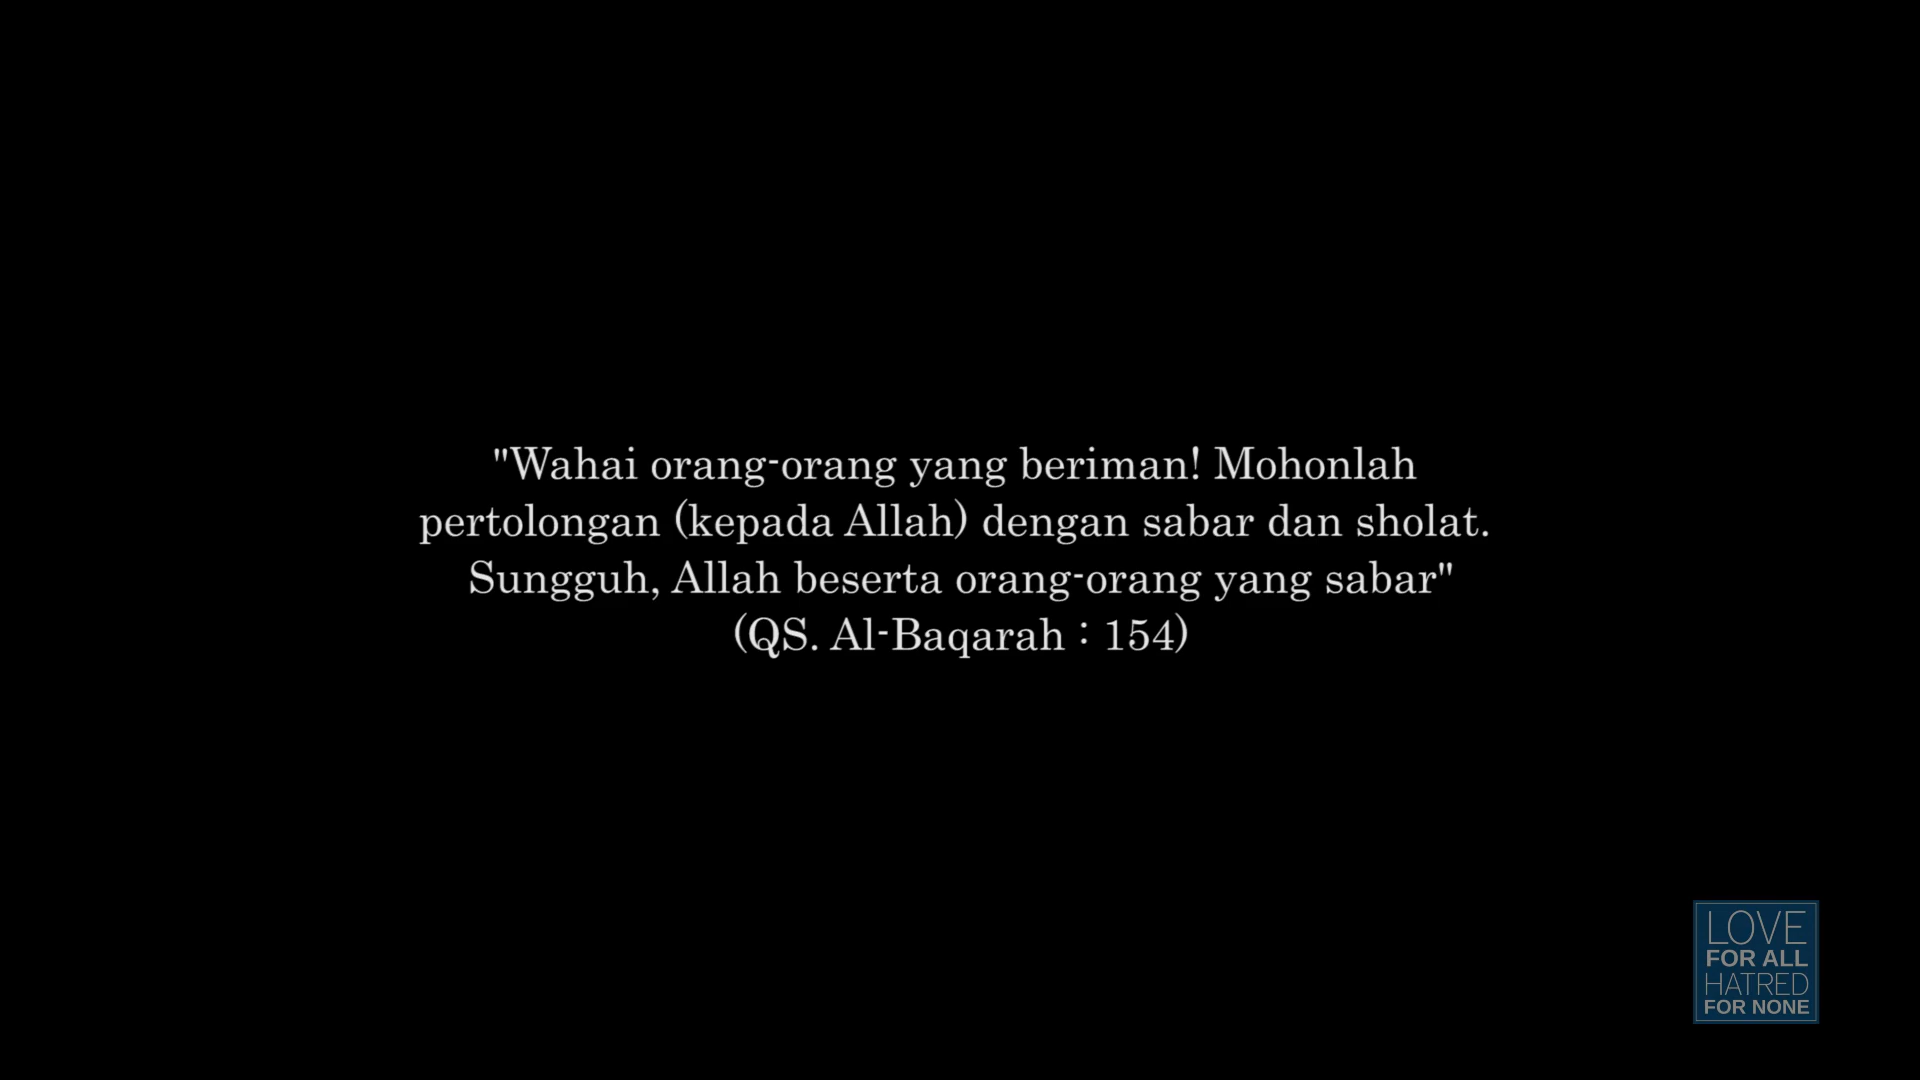 "Wahai orang-orang yang beriman! Mohonlah
pertolongan (kepada Allah) dengan sabar dan sholat.
Sungguh, Allah beserta orang-orang yang sabar"
(QS. Al-Baqarah : 154)
LOVE
FOR ALL
HATRED
FOR NONE